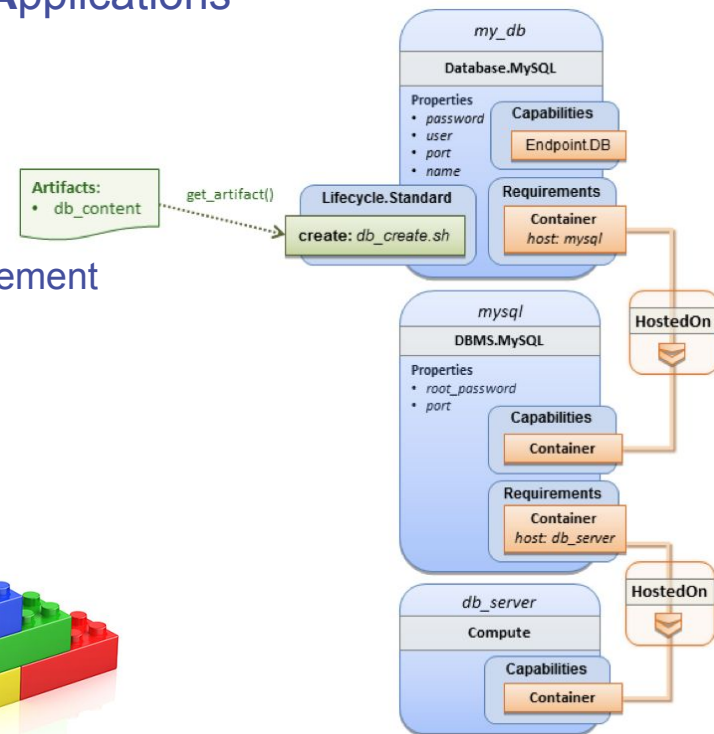 Applications
my_db
Database.MySQL
Properties
• password
• user
• port
• name
Capabilities
Endpoint.DB
Requirements
Container
host: mysql
Artifacts:
• db_content
get_artifact()
Lifecycle.Standard
create: db_create.sh
ement
HostedOn
mysql
DBMS.MySQL
Properties
• root_password
• port
Capabilities
Container
Requirements
Container
host: db_server
HostedOn
db_server
Compute
Capabilities
Container